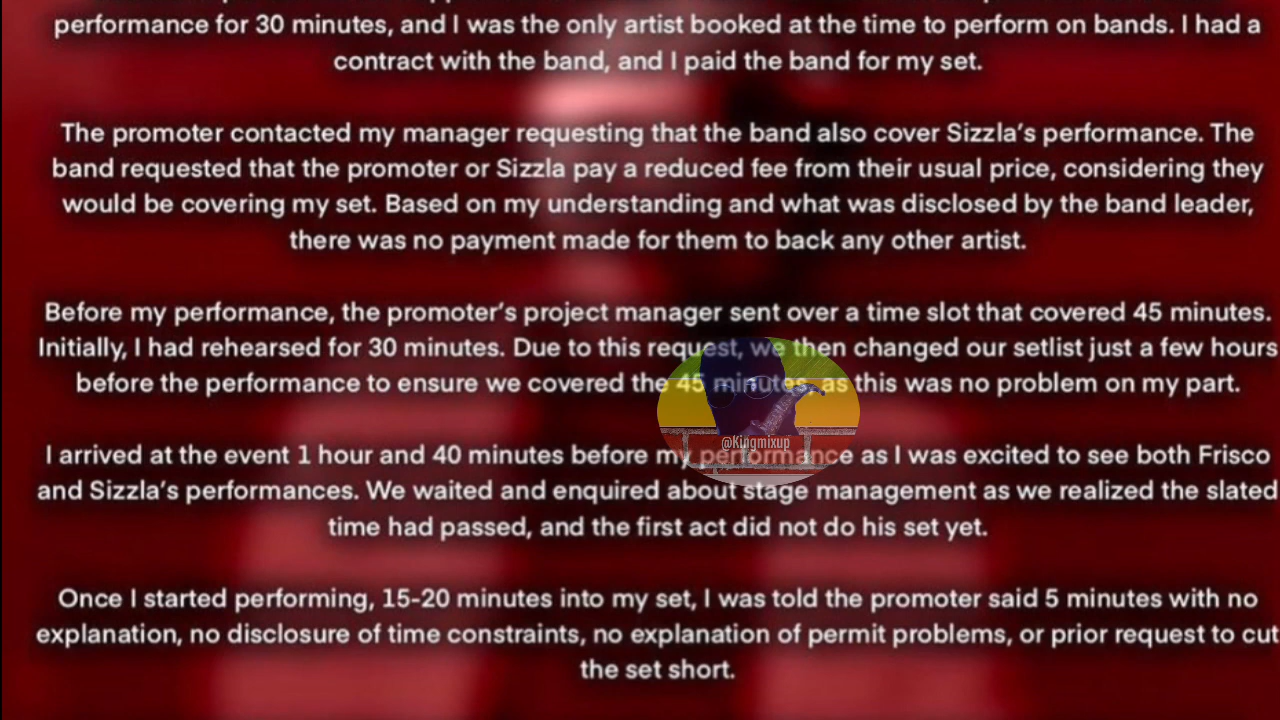 performance for 30 minutes, and I was the only artist booked at the time to perform on bands. I had a
contract with the band, and I paid the band for my set.
The promoter contacted my manager requesting that the band also cover Sizzla's performance. The
band requested that the promoter or Sizzla pay a reduced fee from their usual price, considering they
would be covering my set. Based on my understanding and what was disclosed by the band leader,
there was no payment made for them to back any other artist.
Before my performance, the promoter's project manager sent over a time slot that covered 45 minutes.
Initially, I had rehearsed for 30 minutes. Due to this request, we then changed our setlist just a few hours
before the performance to ensure we covered the 45 minutes, as this was no problem on my part.
@Kingmixup
I arrived at the event 1 hour and 40 minutes before my performance as I was excited to see both Frisco
and Sizzla's performances. We waited and enquired about stage management as we realized the slated
time had passed, and the first act did not do his set yet.
Once I started performing, 15-20 minutes into my set, I was told the promoter said 5 minutes with no
explanation, no disclosure of time constraints, no explanation of permit problems, or prior request to cut
the set short.